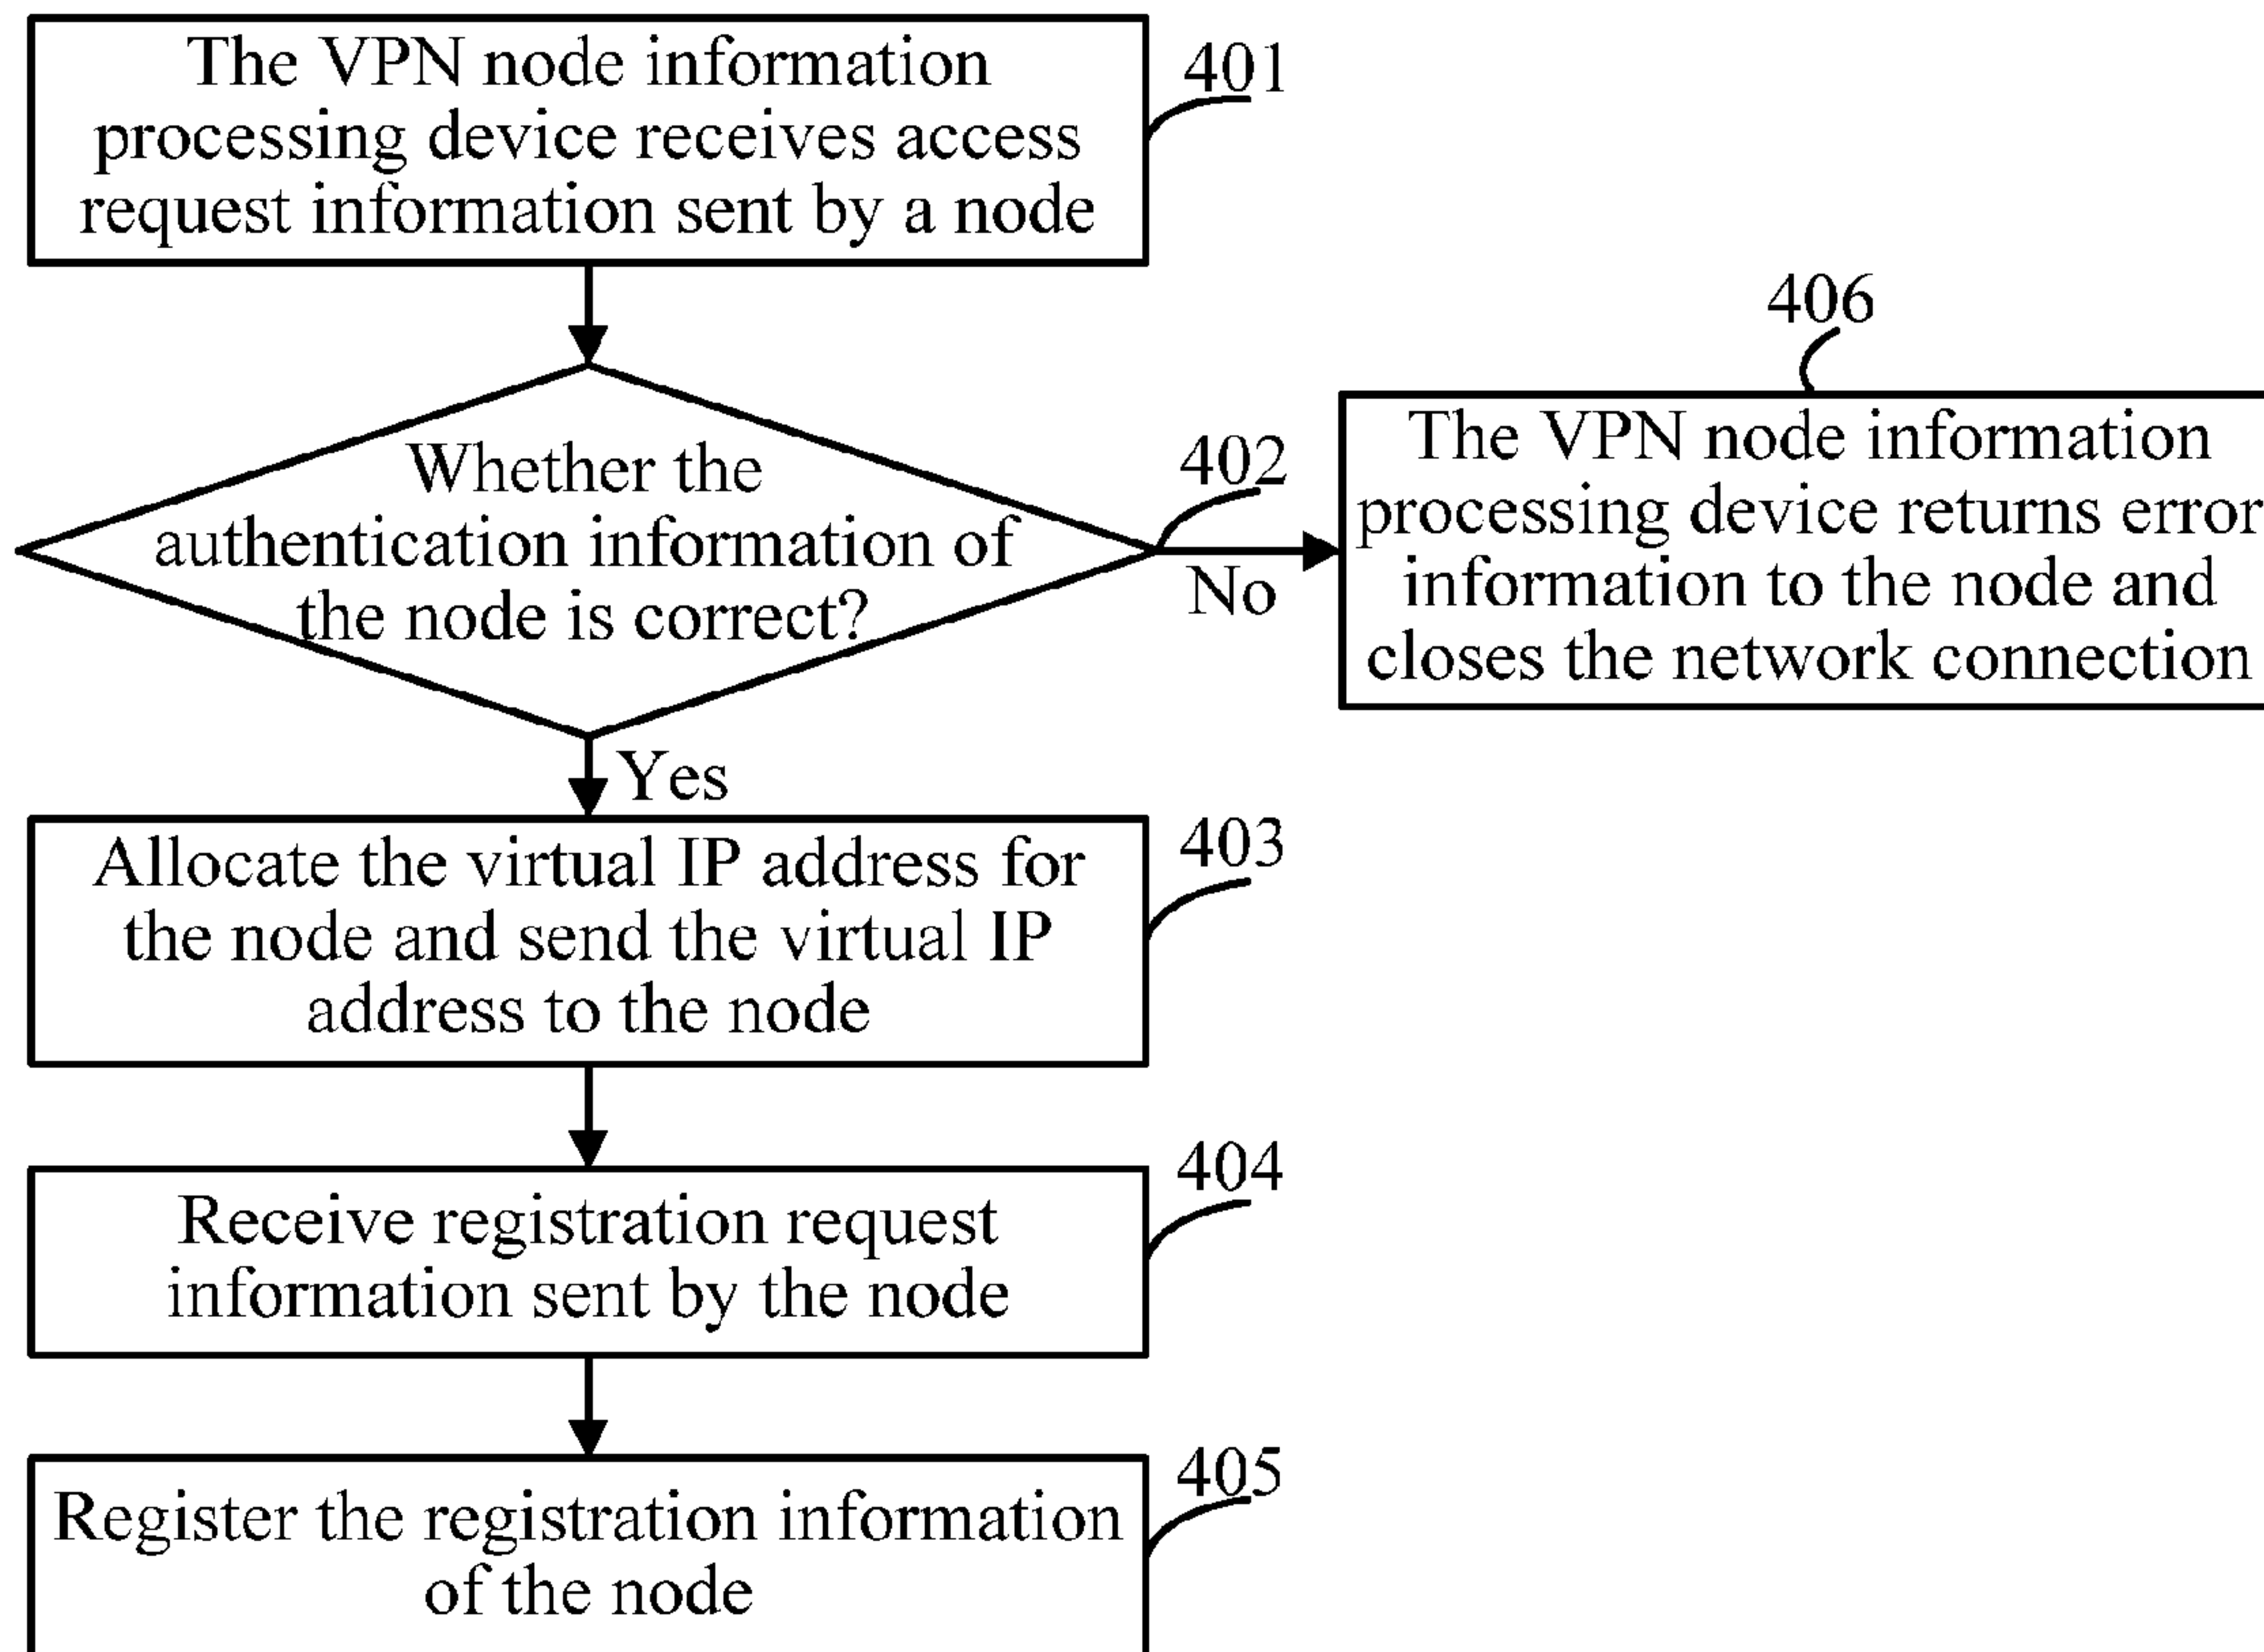 The VPN node information
processing device receives access
request information sent by a node
401
Whether the
authentication information of
the node is correct?
402
No
406
The VPN node information
processing device returns error
information to the node and
closes the network connection
Yes
Allocate the virtual IP address for
the node and send the virtual IP
address to the node
403
Receive registration request
information sent by the node
404
Register the registration information
of the node
405